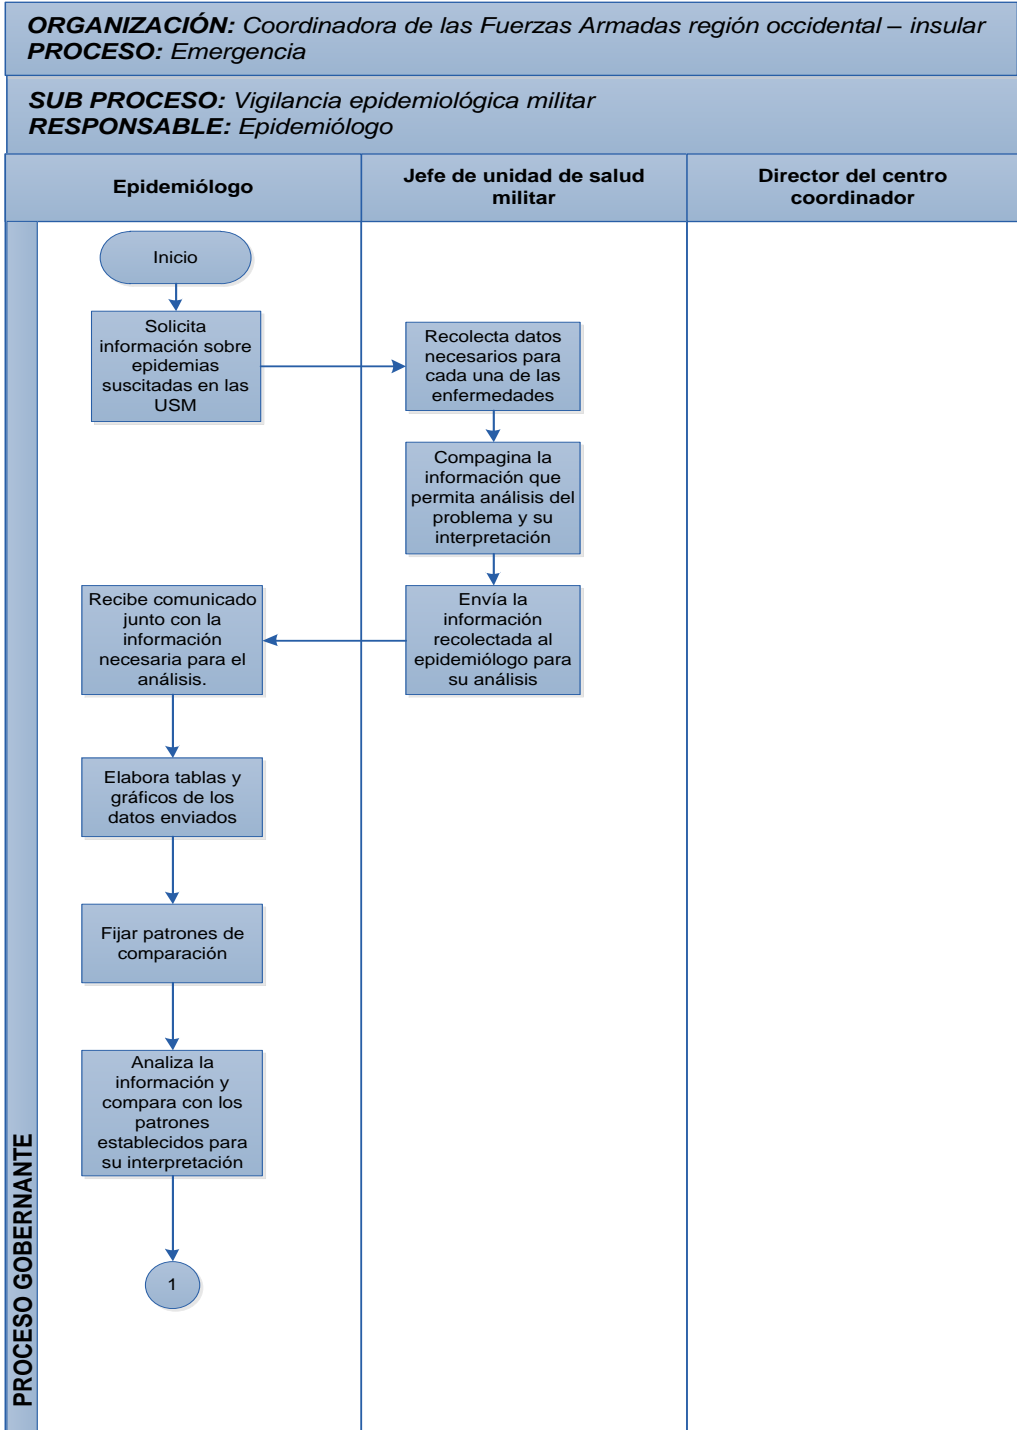 ORGANIZACIÓN: Coordinadora de las Fuerzas Armadas región occidental – insular
PROCESO: Emergencia
SUB PROCESO: Vigilancia epidemiológica militar
RESPONSABLE: Epidemiólogo
Epidemiólogo
Jefe de unidad de salud
militar
Director del centro
coordinador
PROCESO GOBERNANTE
Inicio
Solicita
información sobre
epidemias
suscitadas en las
USM
Recolecta datos
necesarios para
cada una de las
enfermedades
Compagina la
información que
permita análisis del
problema y su
interpretación
Envía la
información
recolectada al
epidemiólogo para
su análisis
Recibe comunicado
junto con la
información
necesaria para el
análisis.
Elabora tablas y
gráficos de los
datos enviados
Fijar patrones de
comparación
Analiza la
información y
compara con los
patrones
establecidos para
su interpretación
1